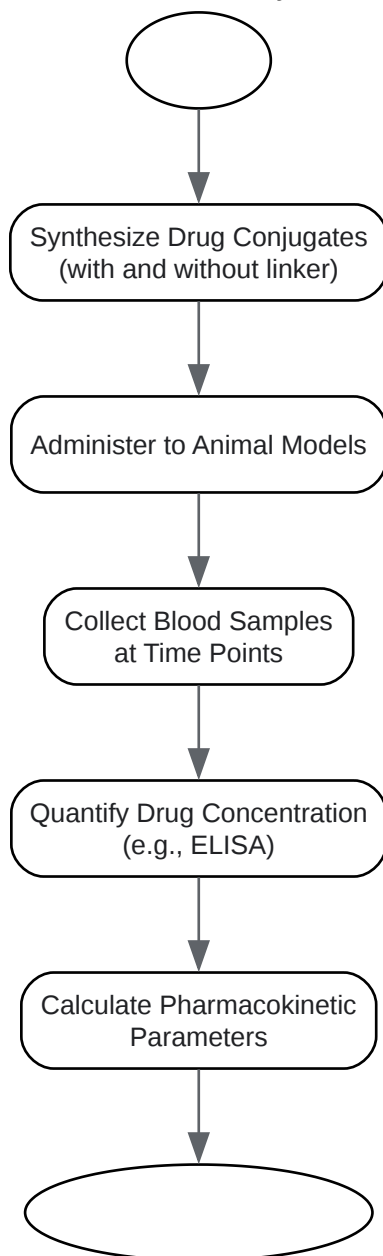 Synthesize Drug Conjugates
(with and without linker)
Administer to Animal Models
Collect Blood Samples
at Time Points
Quantify Drug Concentration
(e.g., ELISA)
Calculate Pharmacokinetic
Parameters